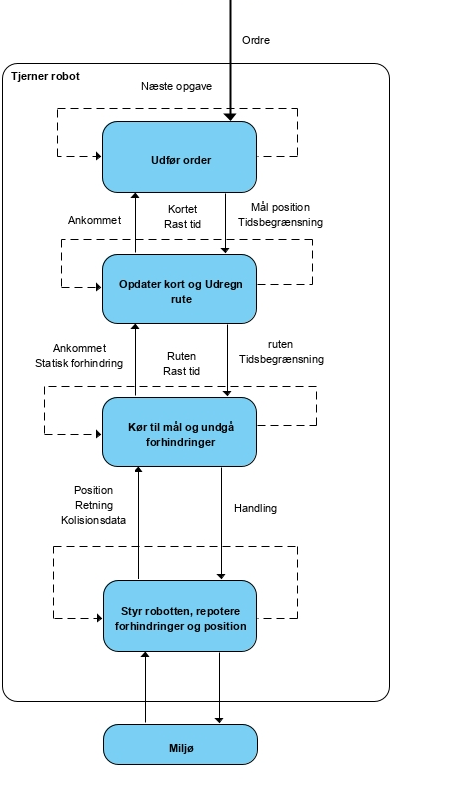 Ordre
Tjerner robot
Næste opgave
Udfør order
Ankommet
Kortet
Rast tid
Mål position
Tidsbegrænsning
Opdater kort og Udregn
rute
Ankommet
Statisk forhindring
Ruten
Rast tid
ruten
Tidsbegrænsning
Kør til mål og undgå
forhindringer
Position
Retning
Kolisionsdata
Handling
Styr robotten, repotere
forhindringer og position
Miljø